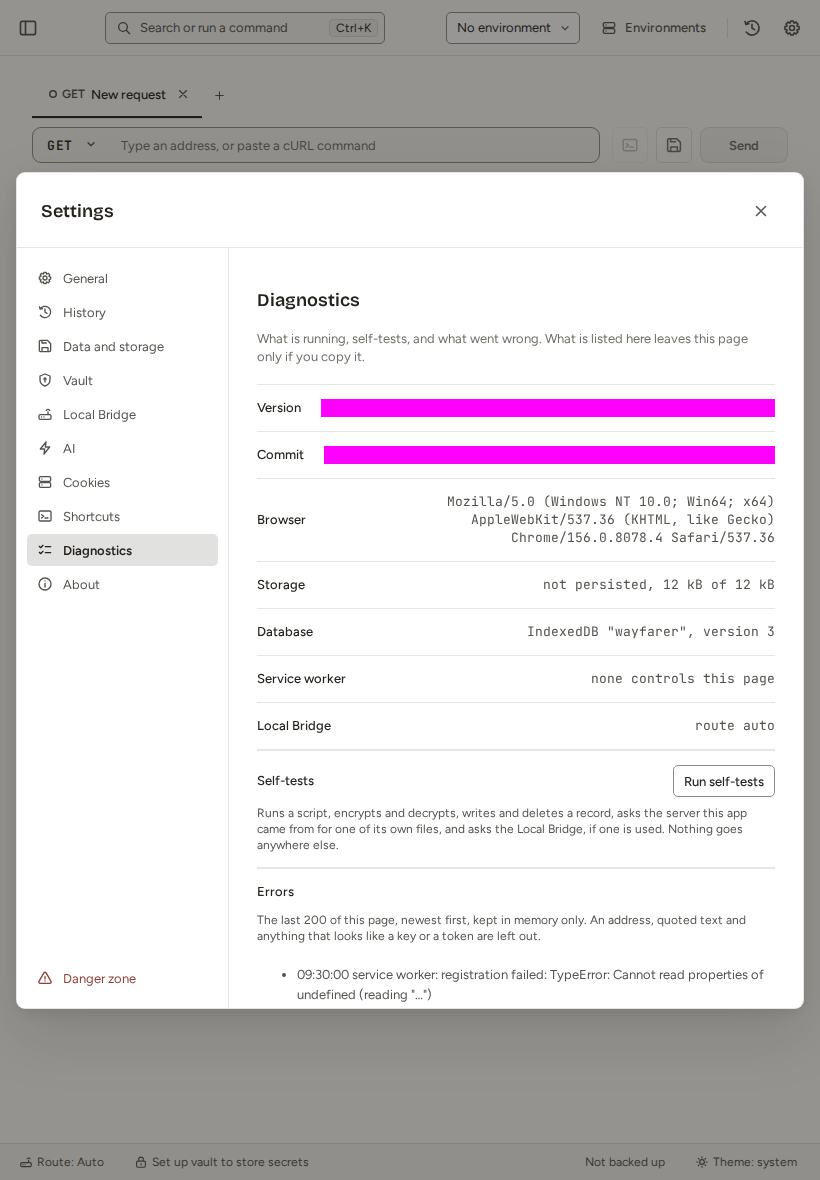 Search or run a command Ctrl+K
No environment
Environments
GET New request
GET
Type an address, or paste a cURL command
Send
Settings
General
History
Data and storage
Vault
Local Bridge
AI
Cookies
Shortcuts
Diagnostics
About
Danger zone
Diagnostics
What is running, self-tests, and what went wrong. What is listed here leaves this page
only if you copy it.
Version
Commit
Browser
Mozilla/5.0 (Windows NT 10.0; Win64; x64)
AppleWebKit/537.36 (KHTML, like Gecko)
Chrome/156.0.8078.4 Safari/537.36
Storage
not persisted, 12 kB of 12 kB
Database
IndexedDB "wayfarer", version 3
Service worker
none controls this page
Local Bridge
route auto
Self-tests
Run self-tests
Runs a script, encrypts and decrypts, writes and deletes a record, asks the server this app
came from for one of its own files, and asks the Local Bridge, if one is used. Nothing goes
anywhere else.
Errors
The last 200 of this page, newest first, kept in memory only. An address, quoted text and
anything that looks like a key or a token are left out.
• 09:30:00 service worker: registration failed: TypeError: Cannot read properties of
undefined (reading "…")
Route: Auto
Set up vault to store secrets
Not backed up
Theme: system